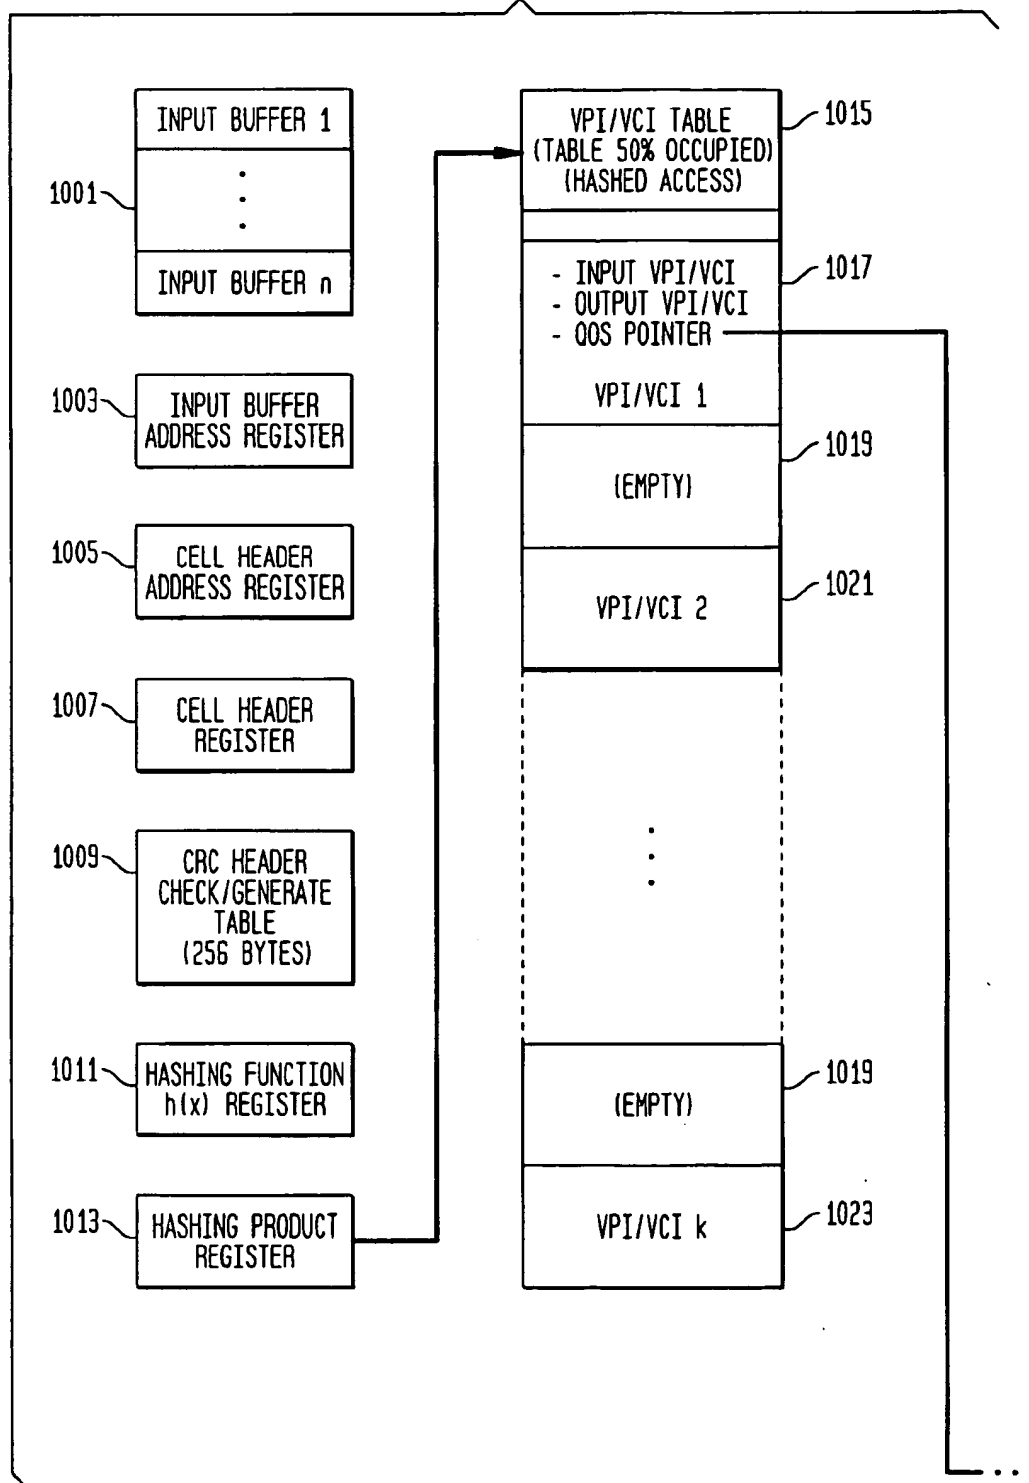 INPUT BUFFER 1
1001
INPUT BUFFER n
1003
INPUT BUFFER
ADDRESS REGISTER
1005
CELL HEADER
ADDRESS REGISTER
1007
CELL HEADER
REGISTER
1009
CRC HEADER
CHECK/GENERATE
TABLE
(256 BYTES)
1011
HASHING FUNCTION
h(x) REGISTER
1013
HASHING PRODUCT
REGISTER
VPI/VCI TABLE
(TABLE 50% OCCUPIED)
(HASHED ACCESS)
1015
- INPUT VPI/VCI
- OUTPUT VPI/VCI
- QOS POINTER
VPI/VCI 1
1017
(EMPTY)
1019
VPI/VCI 2
1021
(EMPTY)
1019
VPI/VCI k
1023